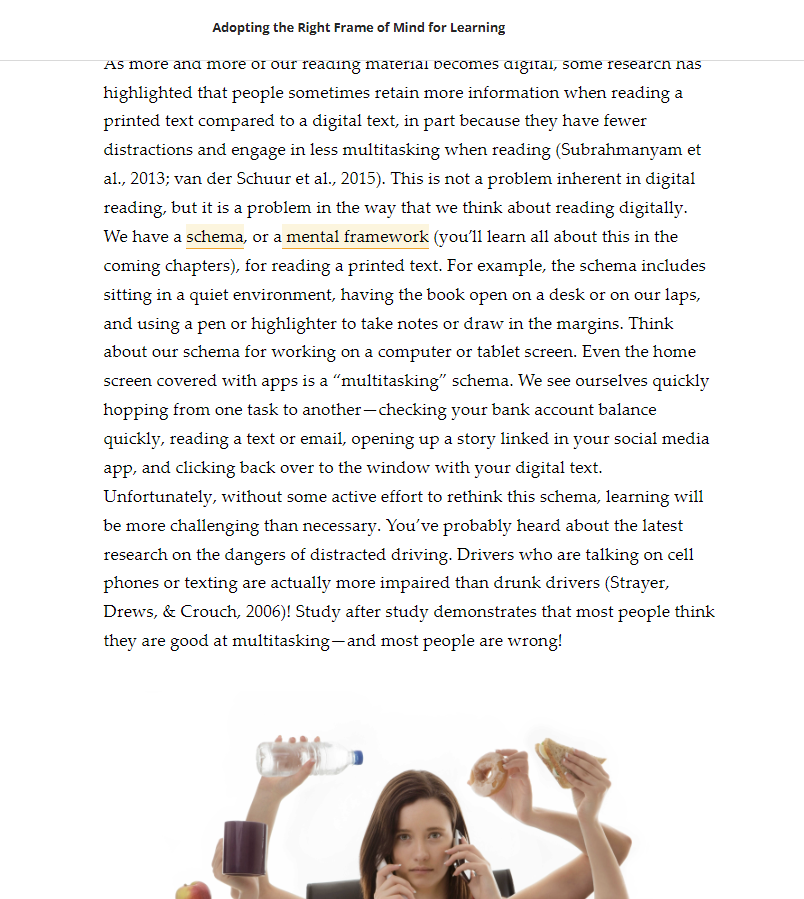 Adopting the Right Frame of Mind for Learning
As more and more of our reading material becomes digital, some research has
highlighted that people sometimes retain more information when reading a
printed text compared to a digital text, in part because they have fewer
distractions and engage in less multitasking when reading (Subrahmanyam et
al., 2013; van der Schuur et al., 2015). This is not a problem inherent in digital
reading, but it is a problem in the way that we think about reading digitally.
We have a schema, or a mental framework (you’ll learn all about this in the
coming chapters), for reading a printed text. For example, the schema includes
sitting in a quiet environment, having the book open on a desk or on our laps,
and using a pen or highlighter to take notes or draw in the margins. Think
about our schema for working on a computer or tablet screen. Even the home
screen covered with apps is a “multitasking” schema. We see ourselves quickly
hopping from one task to another—checking your bank account balance
quickly, reading a text or email, opening up a story linked in your social media
app, and clicking back over to the window with your digital text.
Unfortunately, without some active effort to rethink this schema, learning will
be more challenging than necessary. You’ve probably heard about the latest
research on the dangers of distracted driving. Drivers who are talking on cell
phones or texting are actually more impaired than drunk drivers (Strayer,
Drews, & Crouch, 2006)! Study after study demonstrates that most people think
they are good at multitasking—and most people are wrong!